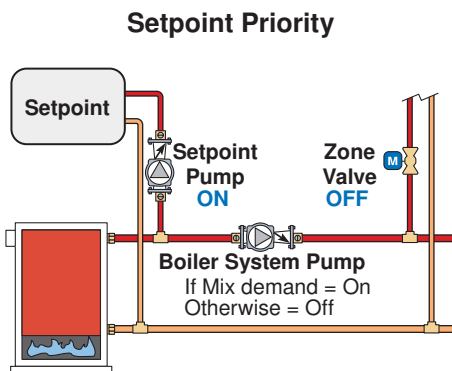 Setpoint Priority
Setpoint
Setpoint
Pump
ON
Zone
Valve
OFF
M
Boiler System Pump
If Mix demand = On
Otherwise = Off